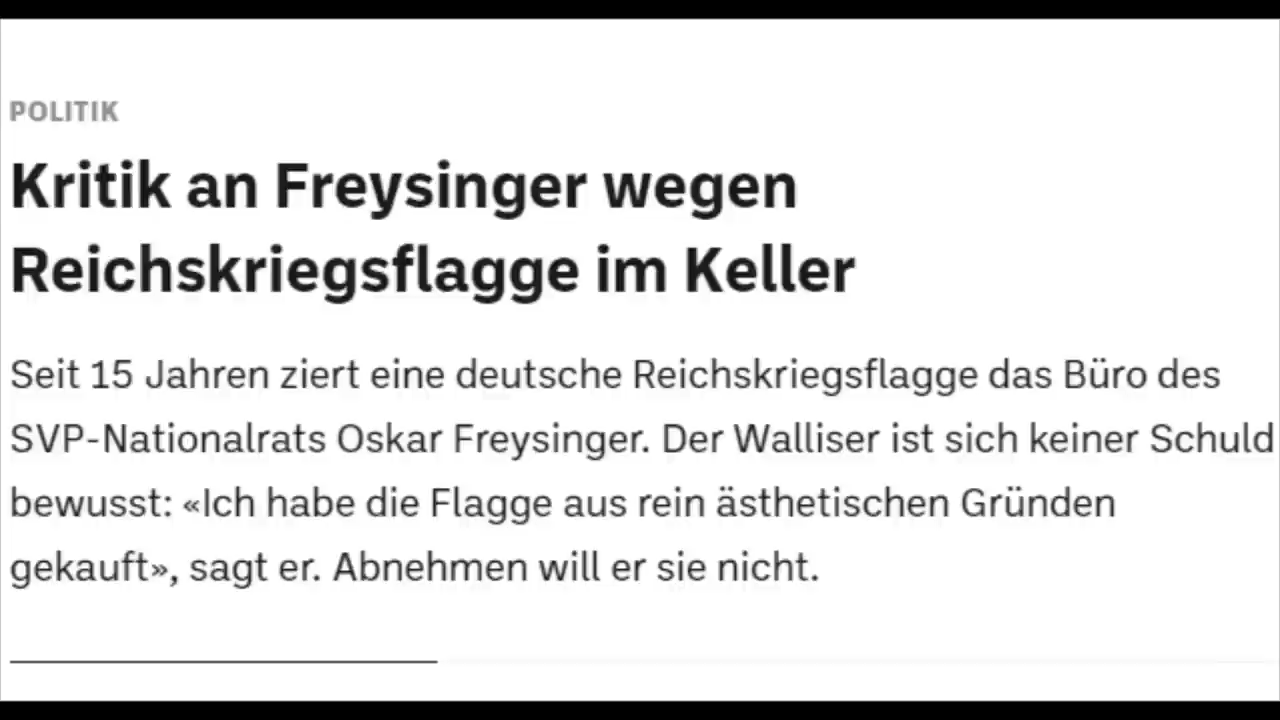 POLITIK
Kritik an Freysinger wegen
Reichskriegsflagge im Keller
Seit 15 Jahren ziert eine deutsche Reichskriegsflagge das Büro des
SVP-Nationalrats Oskar Freysinger. Der Walliser ist sich keiner Schuld
bewusst: «Ich habe die Flagge aus rein ästhetischen Gründen
gekauft», sagt er. Abnehmen will er sie nicht.